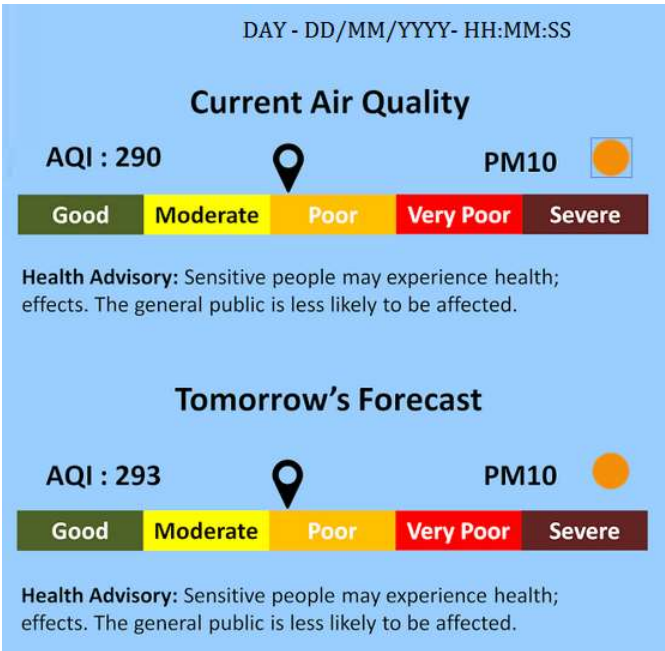 DAY - DD/MM/YYYY- HH:MM:SS
Current Air Quality
AQI : 290 PM10
Good Moderate Poor Very Poor Severe
Health Advisory: Sensitive people may experience health;
effects. The general public is less likely to be affected.
Tomorrow's Forecast
AQI : 293 PM10
Good Moderate Poor Very Poor Severe
Health Advisory: Sensitive people may experience health;
effects. The general public is less likely to be affected.